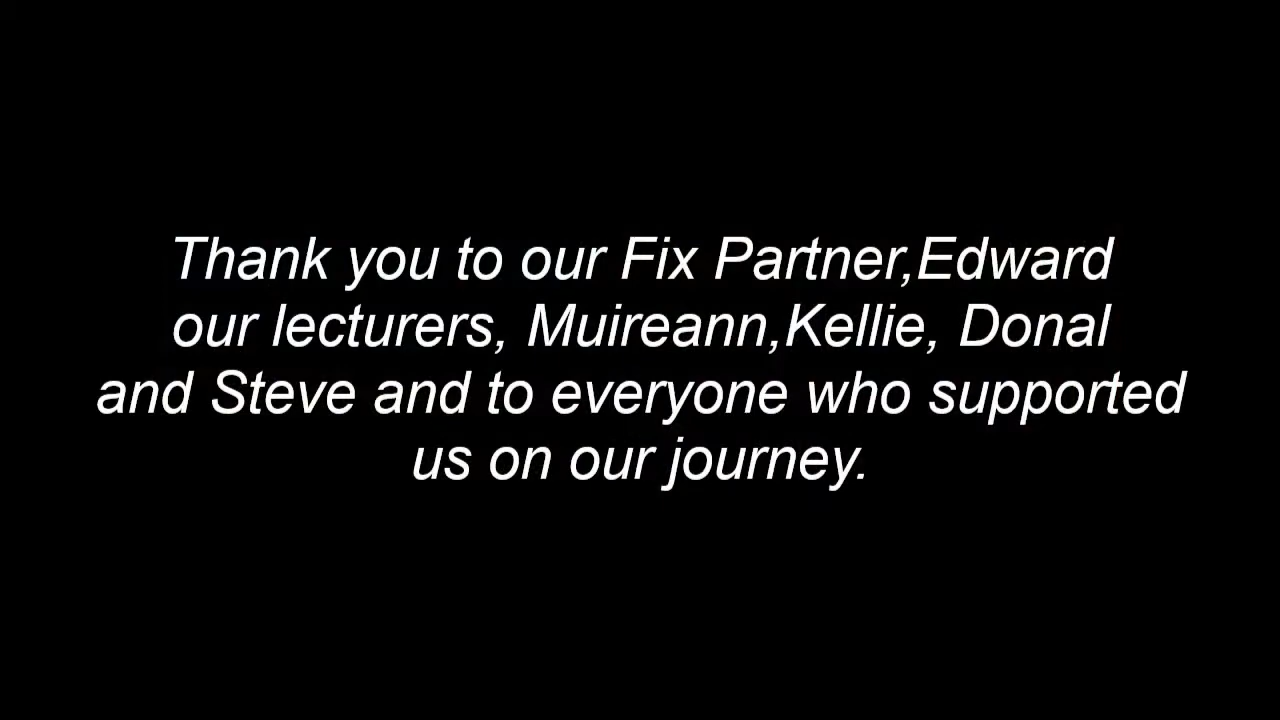 Thank you to our Fix Partner,Edward
our lecturers, Muireann,Kellie, Donal
and Steve and to everyone who supported
us on our journey.